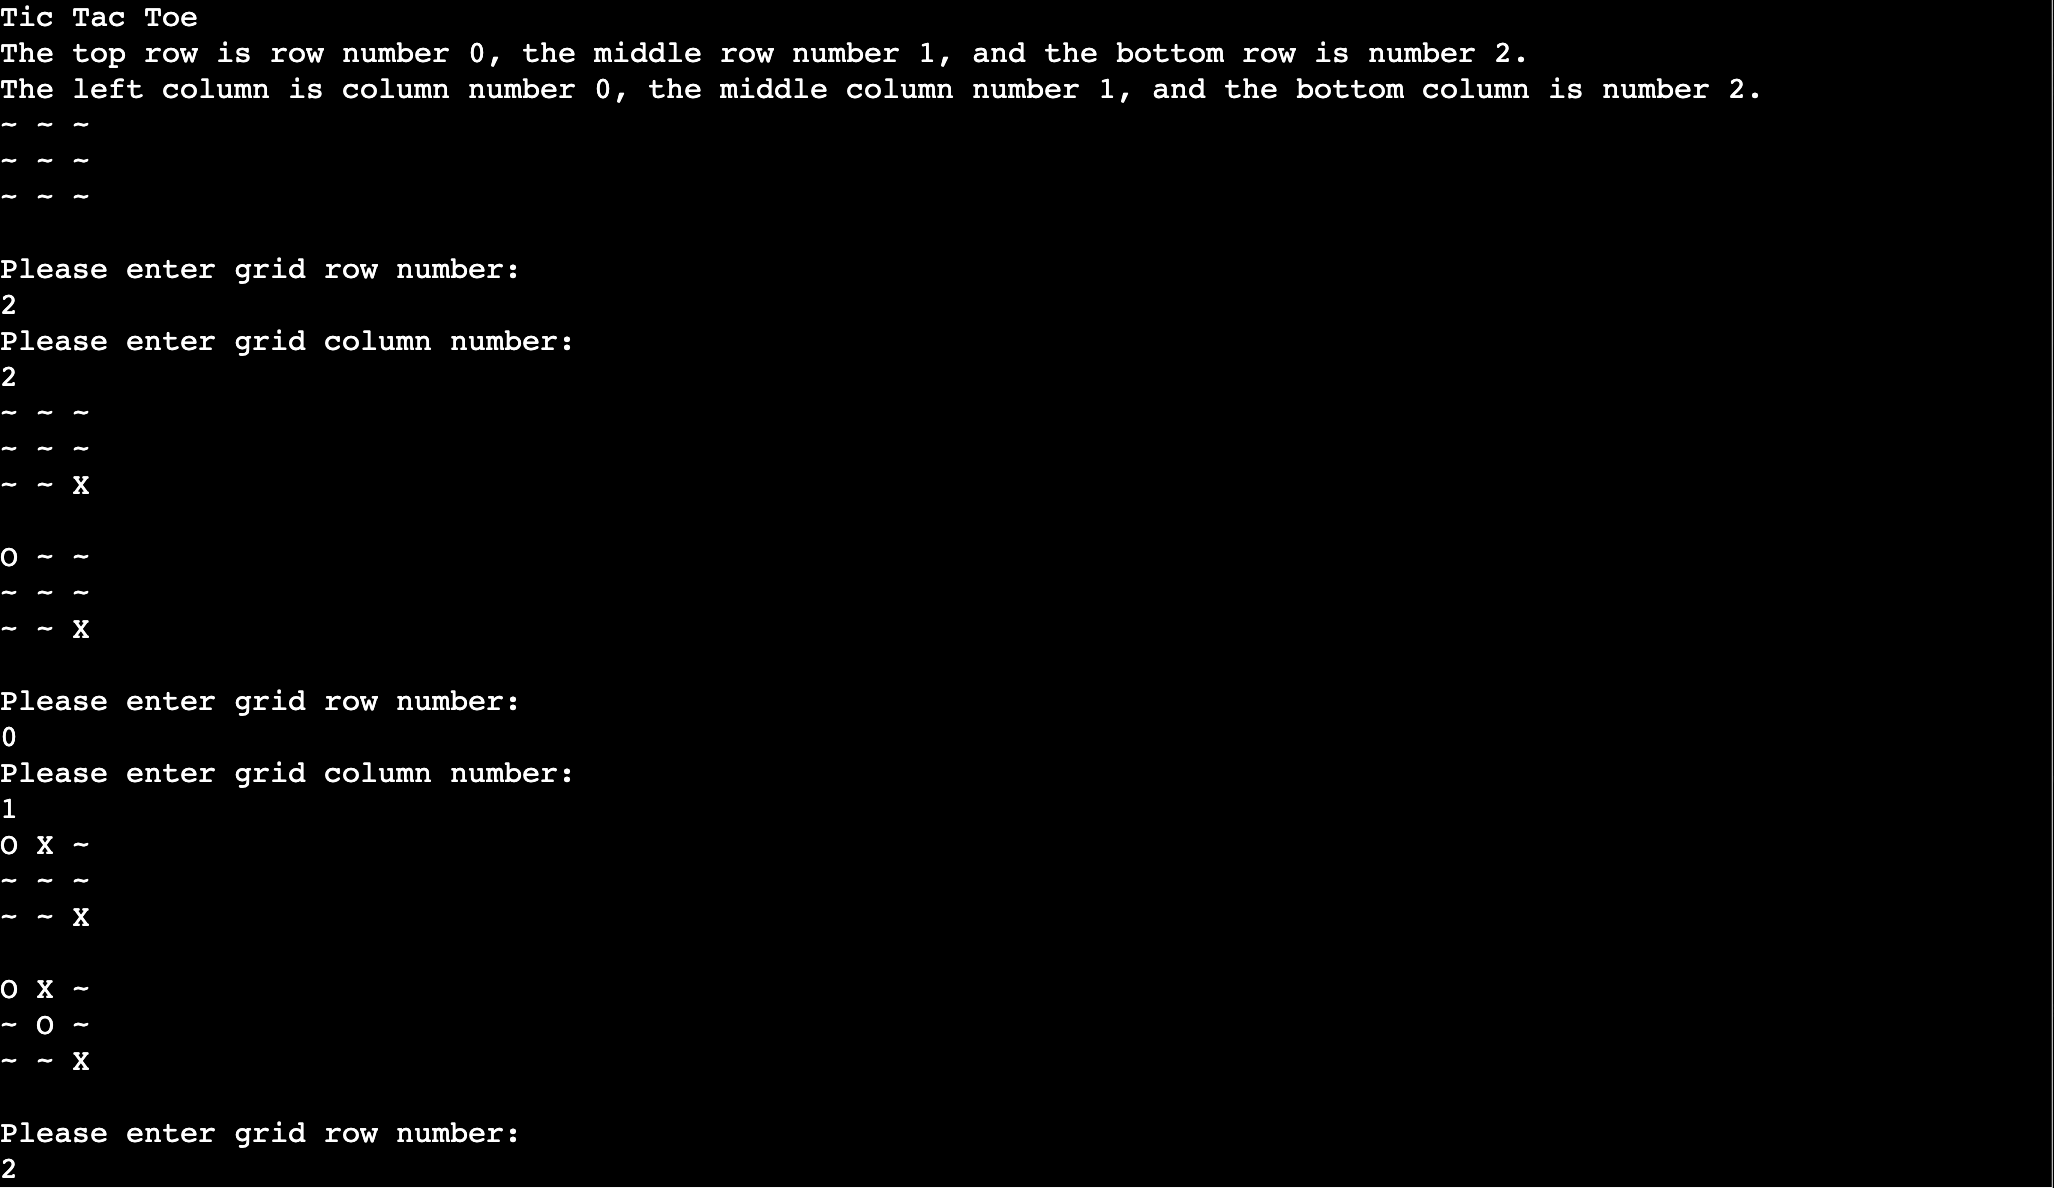 Tic Tac Toe
The top row is row number 0, the middle row number 1, and the bottom row is number 2.
The left column is column number 0, the middle column number 1, and the bottom column is number 2.
~ ~ ~
~ ~ ~
~ ~ ~
Please enter grid row number:
2
Please enter grid column number:
2
~ ~ ~
~ ~ ~
~ ~ X
O ~ ~
~ ~ ~
~ ~ X
Please enter grid row number:
0
Please enter grid column number:
1
O X ~
~ ~ ~
~ ~ X
O X ~
~ O ~
~ ~ X
Please enter grid row number:
2